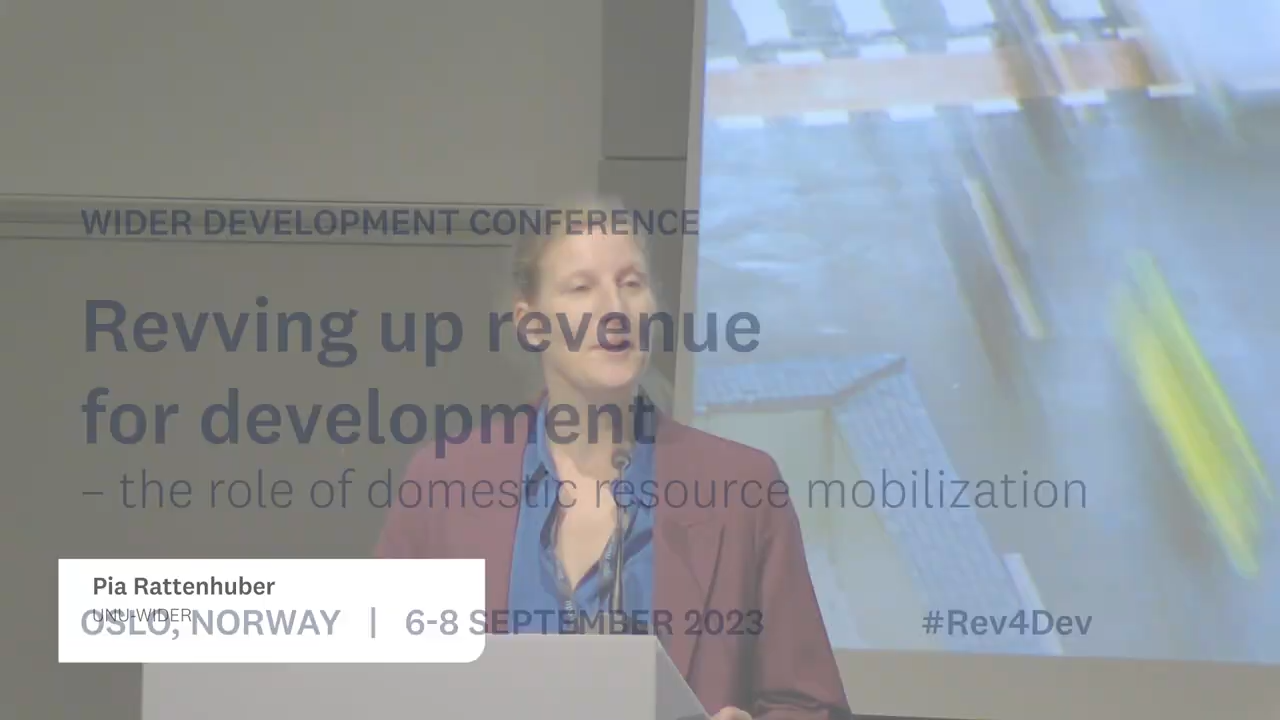 WIDER DEVELOPMENT CONFERENCE
Revving up revenue
for development
– the role of domestic resource mobilization
Pia Rattenhuber
UNU-WIDER
OSLO, NORWAY | 6-8 SEPTEMBER 2023 #Rev4Dev